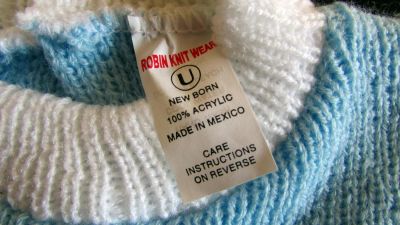 ROBIN KNIT WEAR
U
NEW BORN
100% ACRYLIC
MADE IN MEXICO
CARE
INSTRUCTIONS
ON REVERSE